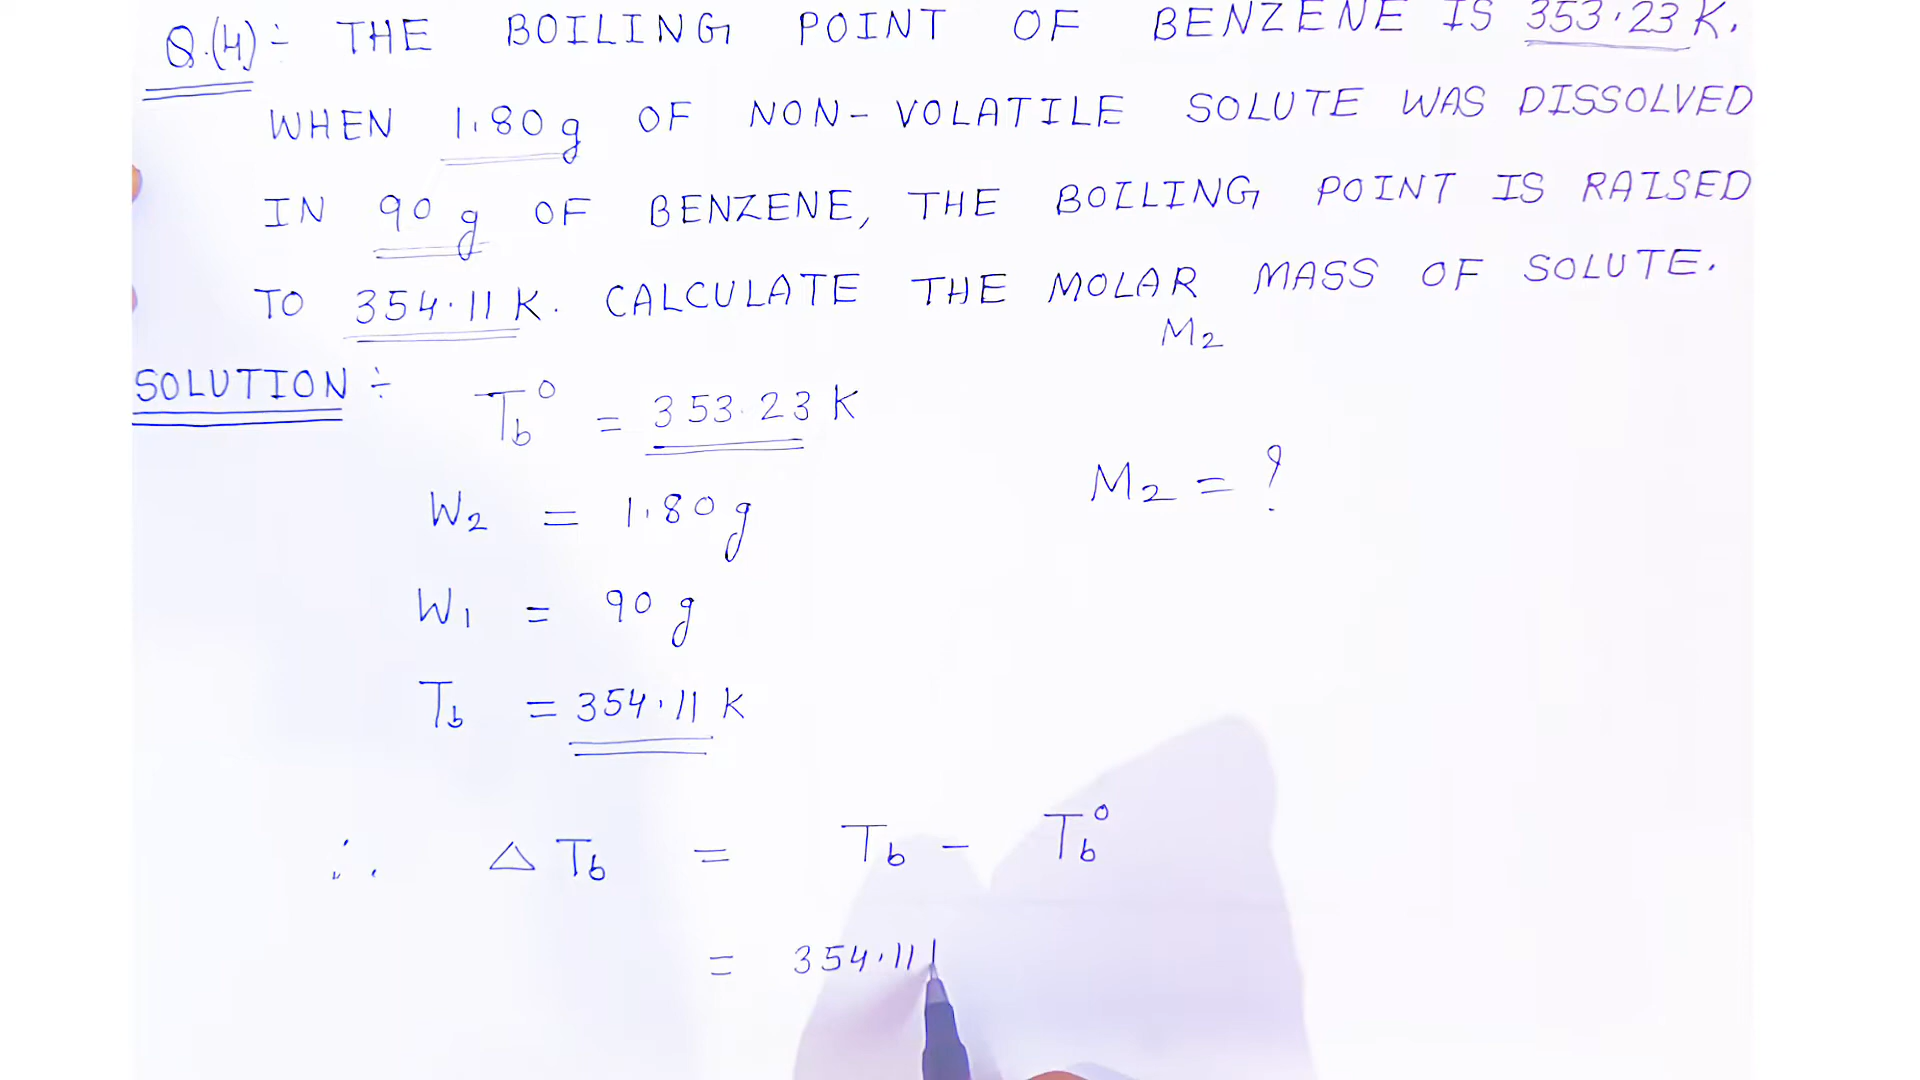 Q.(4):- THE BOILING POINT OF BENZENE IS 353.23 K.
WHEN 1.80 g OF NON-VOLATILE SOLUTE WAS DISSOLVED
IN 90 g OF BENZENE, THE BOILING POINT IS RAISED
TO 354.11 K. CALCULATE THE MOLAR MASS OF SOLUTE.
M2
SOLUTION ÷
Tb° = 353.23 K
M2 = ?
W2 = 1.80 g
W1 = 90 g
Tb = 354.11 K
∴ △Tb = Tb - Tb°
= 354.11